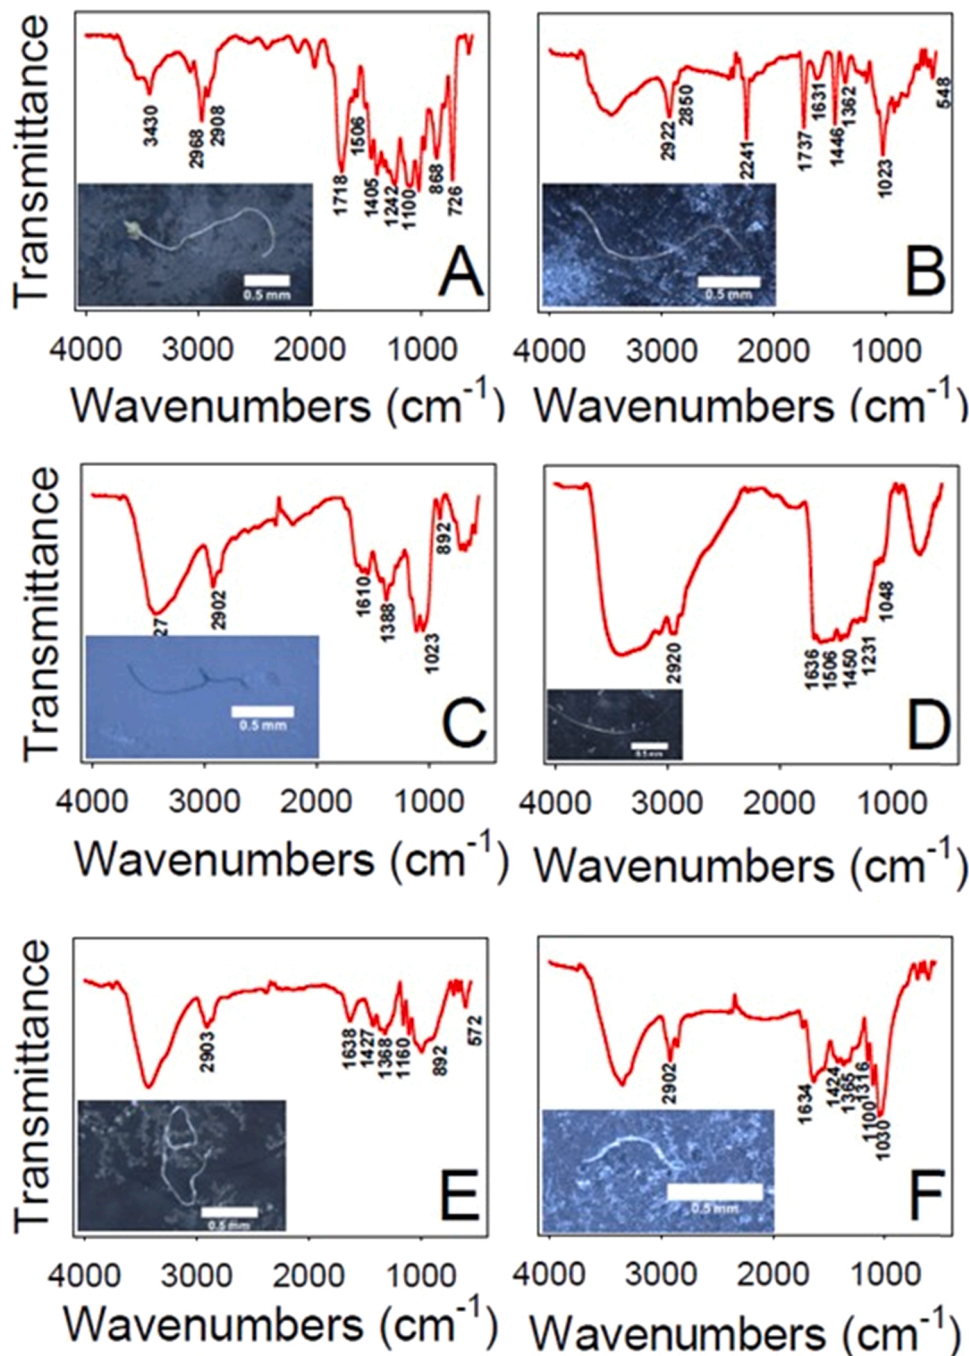 Transmittance
3430
2968
2908
1718
1506
1405
1242
1100
868
726
0.5 mm
A
4000 3000 2000 1000
Wavenumbers (cm-1)
2922
2850
2241
1737
1631
1446
1362
1023
548
0.5 mm
B
4000 3000 2000 1000
Wavenumbers (cm-1)
Transmittance
27
2902
1610
1388
1023
892
0.5 mm
C
4000 3000 2000 1000
Wavenumbers (cm-1)
2920
1636
1506
1450
1231
1048
0.5 mm
D
4000 3000 2000 1000
Wavenumbers (cm-1)
Transmittance
2903
1638
1427
1368
1160
892
572
0.5 mm
E
4000 3000 2000 1000
Wavenumbers (cm-1)
2902
1634
1424
1365
1316
1100
1030
0.5 mm
F
4000 3000 2000 1000
Wavenumbers (cm-1)